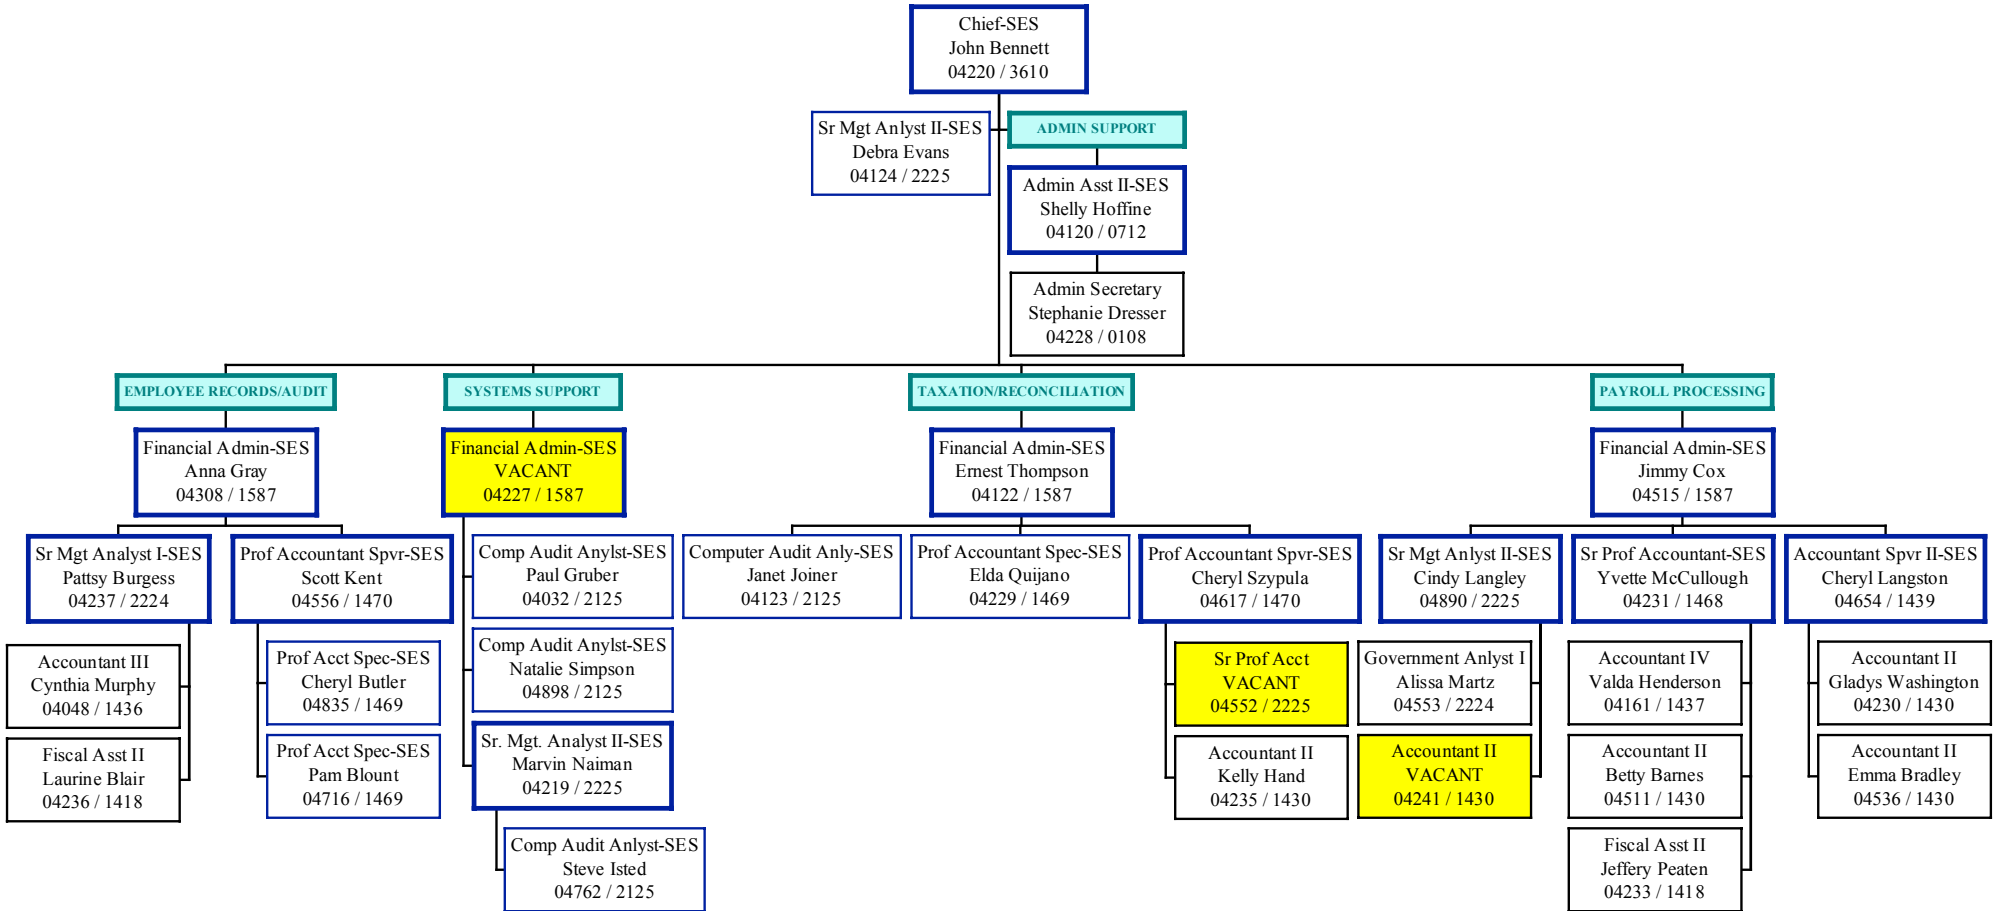 Chief-SES
John Bennett
04220 / 3610
Sr Mgt Anlyst II-SES
Debra Evans
04124 / 2225
ADMIN SUPPORT
Admin Asst II-SES
Shelly Hoffine
04120 / 0712
Admin Secretary
Stephanie Dresser
04228 / 0108
EMPLOYEE RECORDS/AUDIT
Financial Admin-SES
Anna Gray
04308 / 1587
Sr Mgt Analyst I-SES
Pattsy Burgess
04237 / 2224
Accountant III
Cynthia Murphy
04048 / 1436
Fiscal Asst II
Laurine Blair
04236 / 1418
Prof Accountant Spvr-SES
Scott Kent
04556 / 1470
Prof Acct Spec-SES
Cheryl Butler
04835 / 1469
Prof Acct Spec-SES
Pam Blount
04716 / 1469
SYSTEMS SUPPORT
Financial Admin-SES
VACANT
04227 / 1587
Comp Audit Anylst-SES
Paul Gruber
04032 / 2125
Comp Audit Anylst-SES
Natalie Simpson
04898 / 2125
Sr. Mgt. Analyst II-SES
Marvin Naiman
04219 / 2225
Comp Audit Anlyst-SES
Steve Isted
04762 / 2125
TAXATION/RECONCILIATION
Financial Admin-SES
Ernest Thompson
04122 / 1587
Computer Audit Anly-SES
Janet Joiner
04123 / 2125
Prof Accountant Spec-SES
Elda Quijano
04229 / 1469
Prof Accountant Spvr-SES
Cheryl Szypula
04617 / 1470
Sr Prof Acct
VACANT
04552 / 2225
Accountant II
Kelly Hand
04235 / 1430
PAYROLL PROCESSING
Financial Admin-SES
Jimmy Cox
04515 / 1587
Sr Mgt Anlyst II-SES
Cindy Langley
04890 / 2225
Government Anlyst I
Alissa Martz
04553 / 2224
Accountant II
VACANT
04241 / 1430
Sr Prof Accountant-SES
Yvette McCullough
04231 / 1468
Accountant IV
Valda Henderson
04161 / 1437
Accountant II
Betty Barnes
04511 / 1430
Fiscal Asst II
Jeffery Peaten
04233 / 1418
Accountant Spvr II-SES
Cheryl Langston
04654 / 1439
Accountant II
Gladys Washington
04230 / 1430
Accountant II
Emma Bradley
04536 / 1430